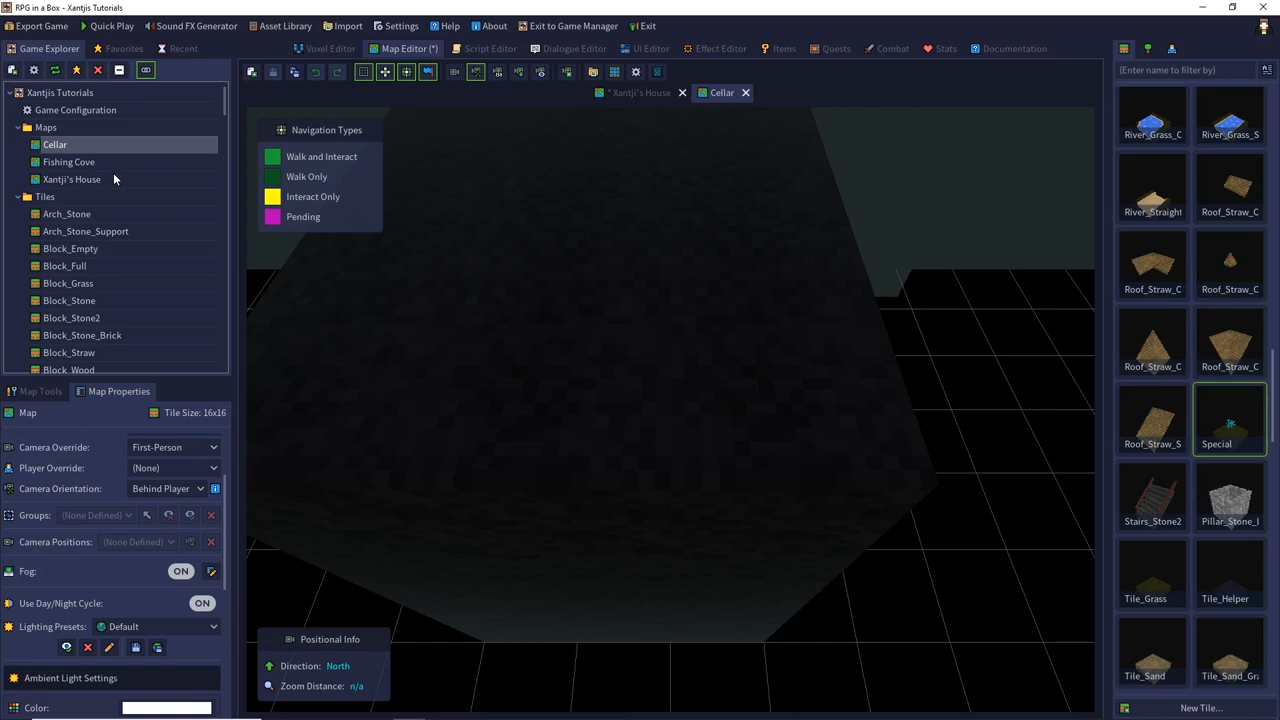 RPG in a Box - Xantjis Tutorials
Export Game Quick Play Sound FX Generator Asset Library Import Settings Help About Exit to Game Manager Exit
Game Explorer Favorites Recent Voxel Editor Map Editor (*) Script Editor Dialogue Editor UI Editor Effect Editor Items Quests Combat Stats Documentation
(Enter name to filter by)
* Xantji's House Cellar
Xantjis Tutorials
Game Configuration
Maps
Cellar
Fishing Cove
Xantji's House
Tiles
Arch_Stone
Arch_Stone_Support
Block_Empty
Block_Full
Block_Grass
Block_Stone
Block_Stone2
Block_Stone_Brick
Block_Straw
Block_Wood
Navigation Types
Walk and Interact
Walk Only
Interact Only
Pending
Map Tools Map Properties
Map Tile Size: 16x16
Camera Override: First-Person
Player Override: (None)
Camera Orientation: Behind Player
Groups: (None Defined)
Camera Positions: (None Defined)
Fog: ON
Use Day/Night Cycle: ON
Lighting Presets: Default
Ambient Light Settings
Color:
Positional Info
Direction: North
Zoom Distance: n/a
River_Grass_C River_Grass_S
River_Straight Roof_Straw_C
Roof_Straw_C Roof_Straw_C
Roof_Straw_C Roof_Straw_C
Roof_Straw_S Special
Stairs_Stone2 Pillar_Stone_I
Tile_Grass Tile_Helper
Tile_Sand Tile_Sand_Gra
New Tile...